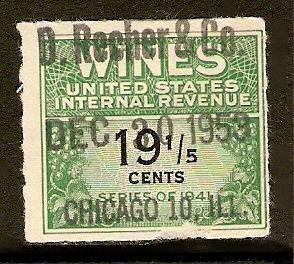 D. Recher & Co.
WINES
UNITED STATES
INTERNAL REVENUE
DEC 30 1953
19 1/5
CENTS
SERIES OF 1941
CHICAGO 10, ILL.